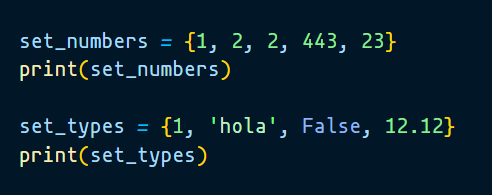 set_numbers = {1, 2, 2, 443, 23}
print(set_numbers)
set_types = {1, 'hola', False, 12.12}
print(set_types)